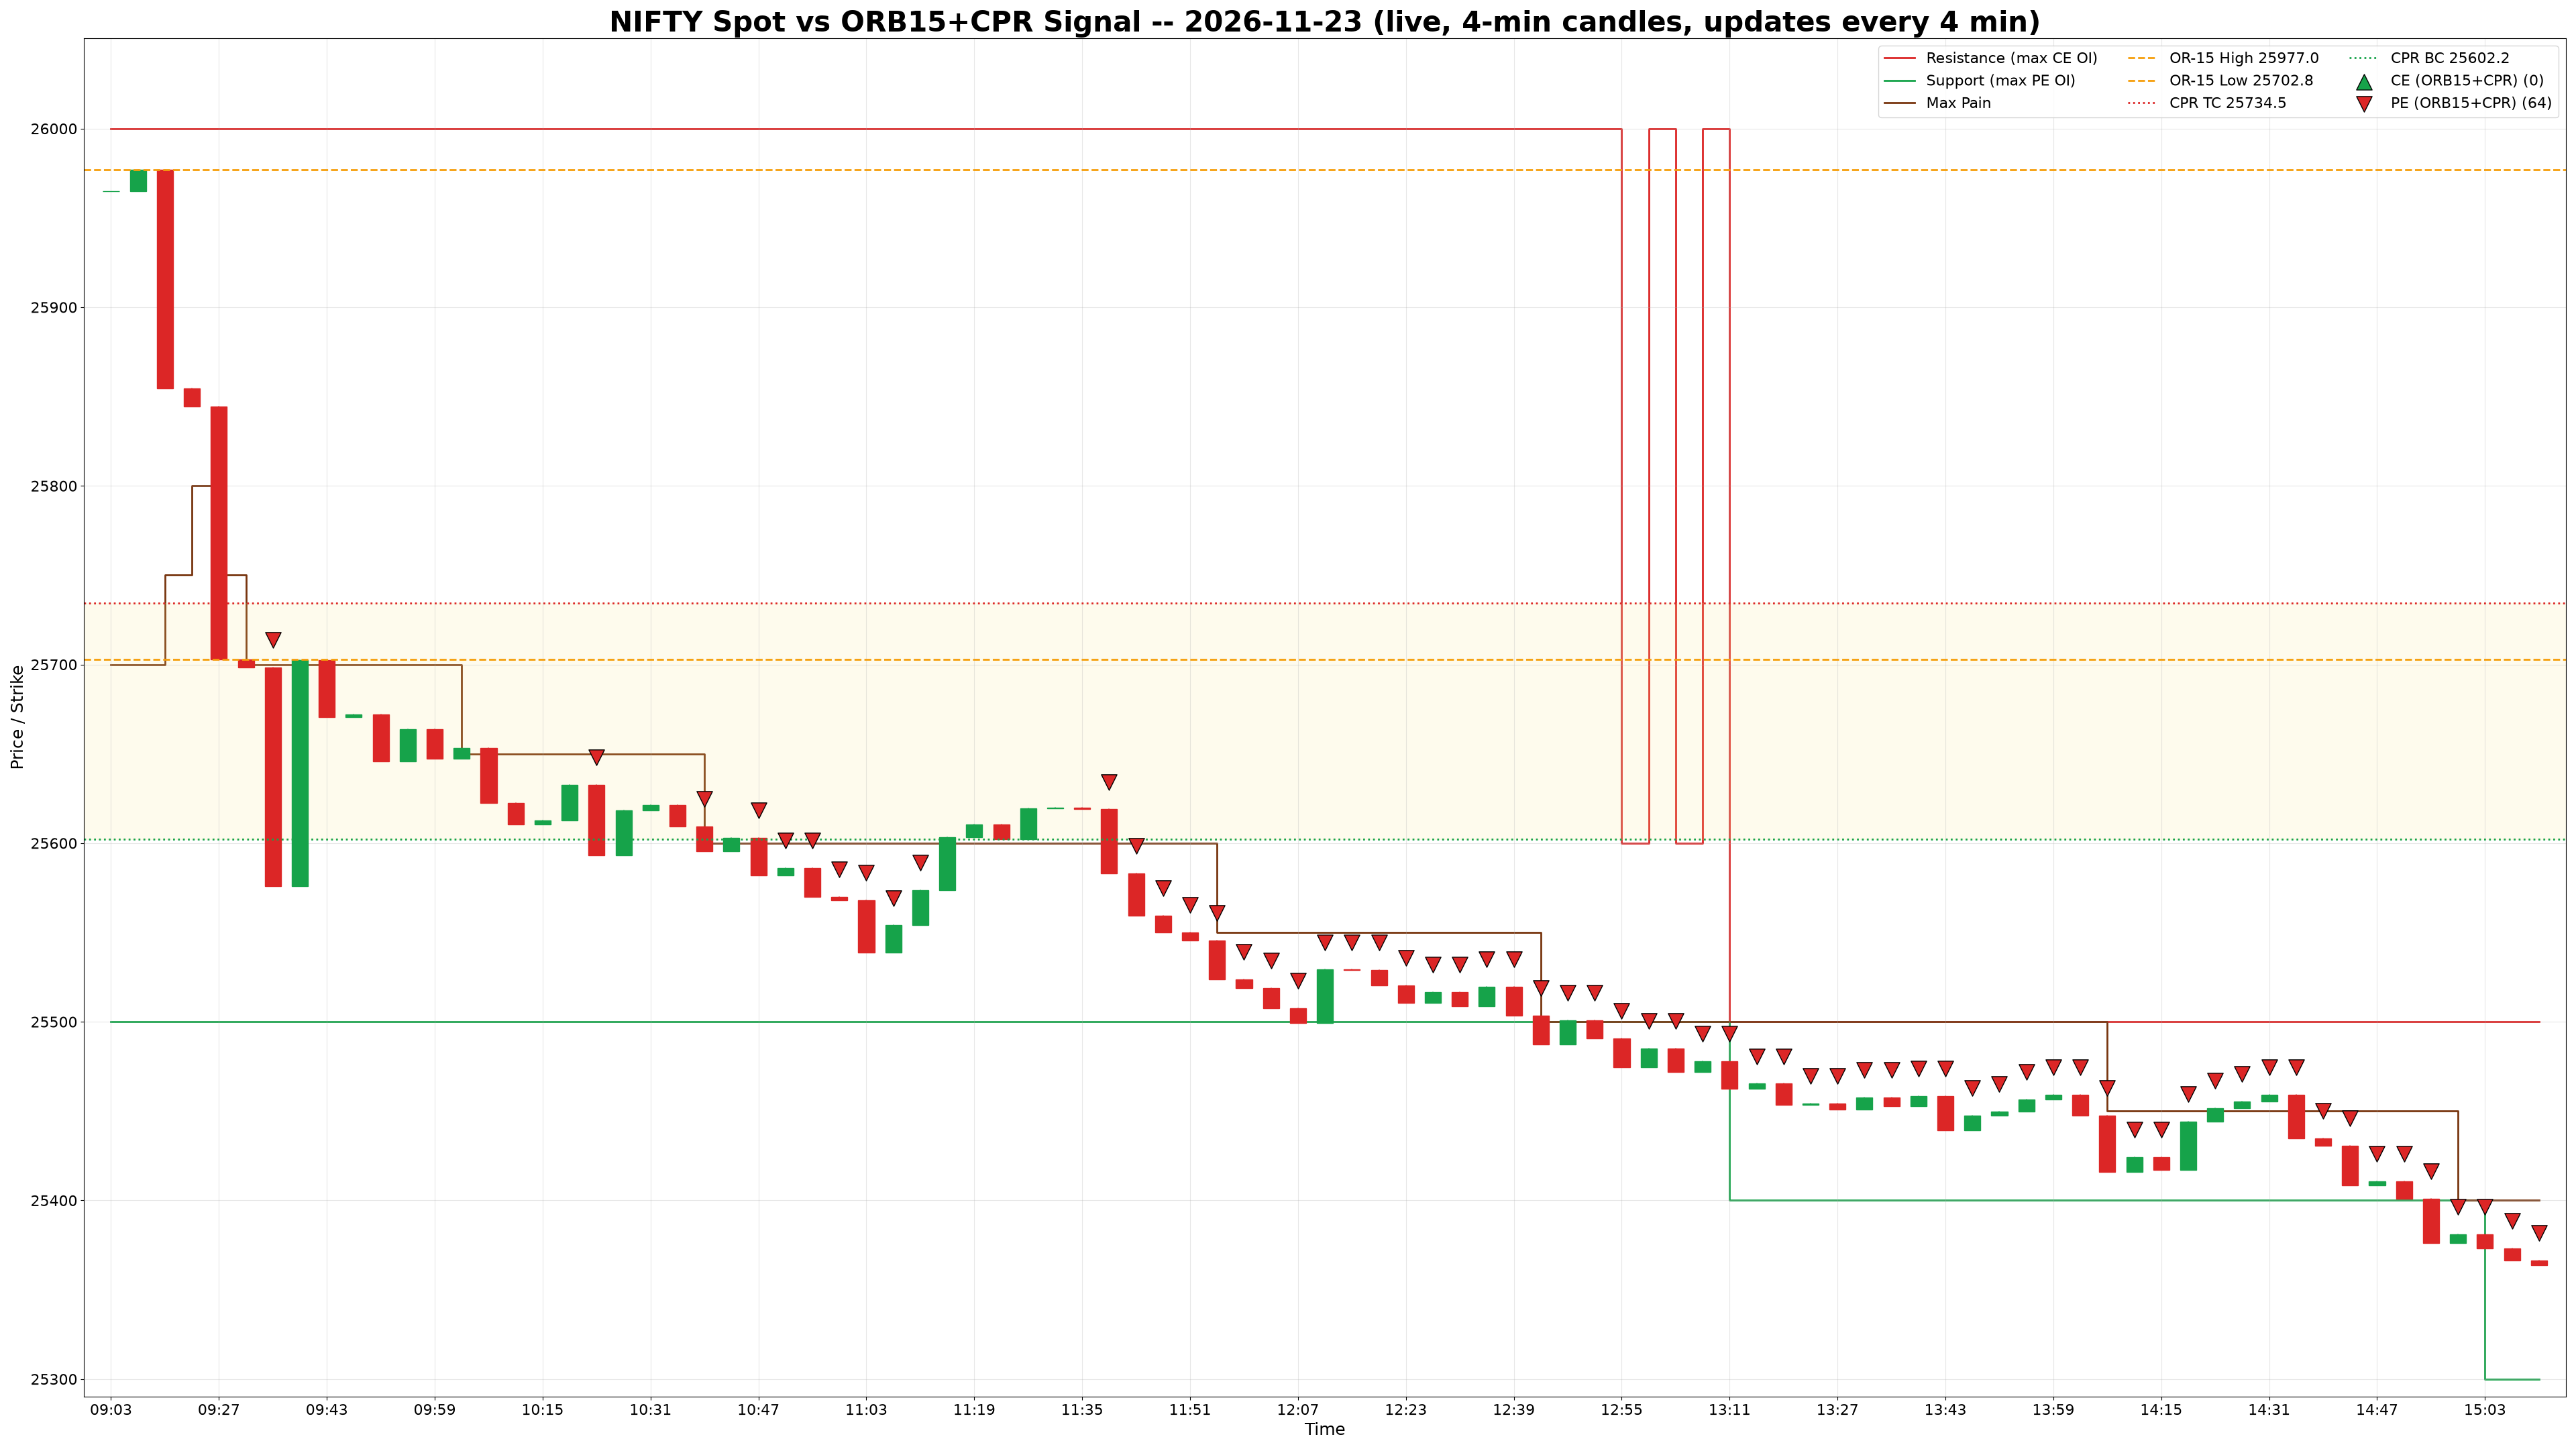 NIFTY Spot vs ORB15+CPR Signal -- 2026-11-23 (live, 4-min candles, updates every 4 min)
Resistance (max CE OI)
Support (max PE OI)
Max Pain
OR-15 High 25977.0
OR-15 Low 25702.8
CPR TC 25734.5
CPR BC 25602.2
CE (ORB15+CPR) (0)
PE (ORB15+CPR) (64)
Price / Strike
26000
25900
25800
25700
25600
25500
25400
25300
09:03 09:27 09:43 09:59 10:15 10:31 10:47 11:03 11:19 11:35 11:51 12:07 12:23 12:39 12:55 13:11 13:27 13:43 13:59 14:15 14:31 14:47 15:03
Time